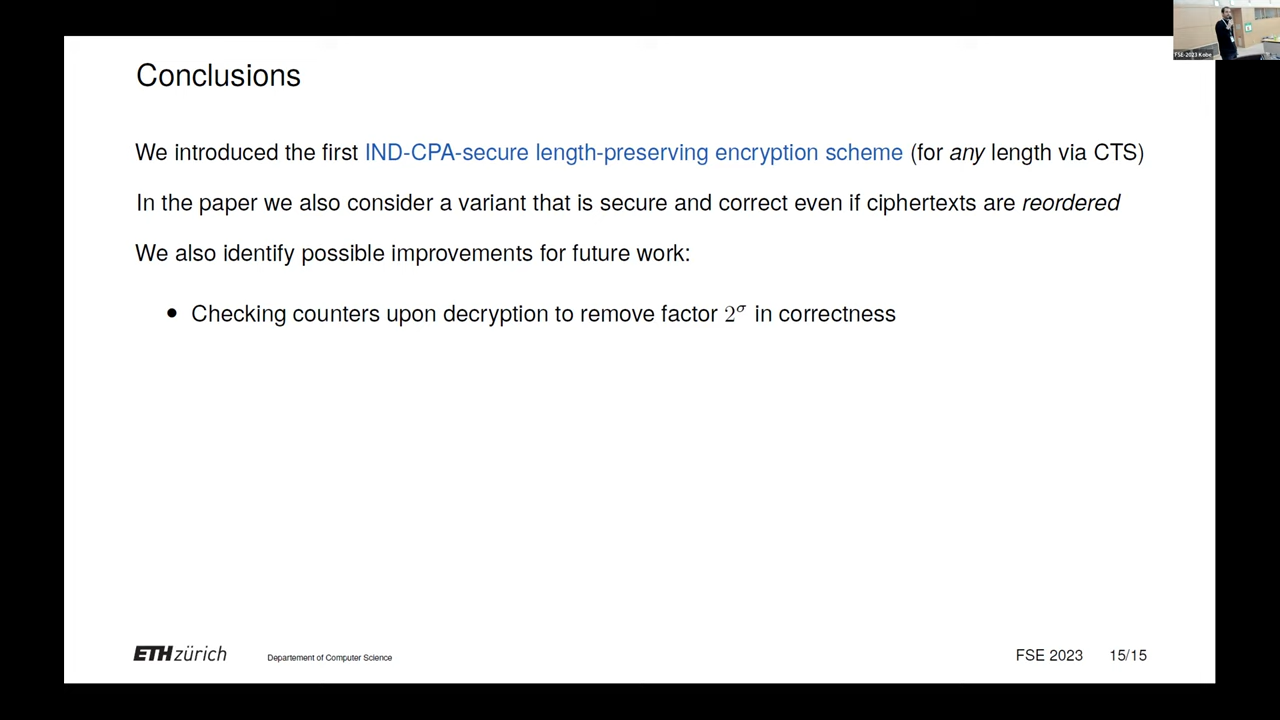 FSE-2023 Kobe
Conclusions
We introduced the first IND-CPA-secure length-preserving encryption scheme (for any length via CTS)
In the paper we also consider a variant that is secure and correct even if ciphertexts are reordered
We also identify possible improvements for future work:
• Checking counters upon decryption to remove factor 2^σ in correctness
ETH zürich
Departement of Computer Science
FSE 2023
15/15